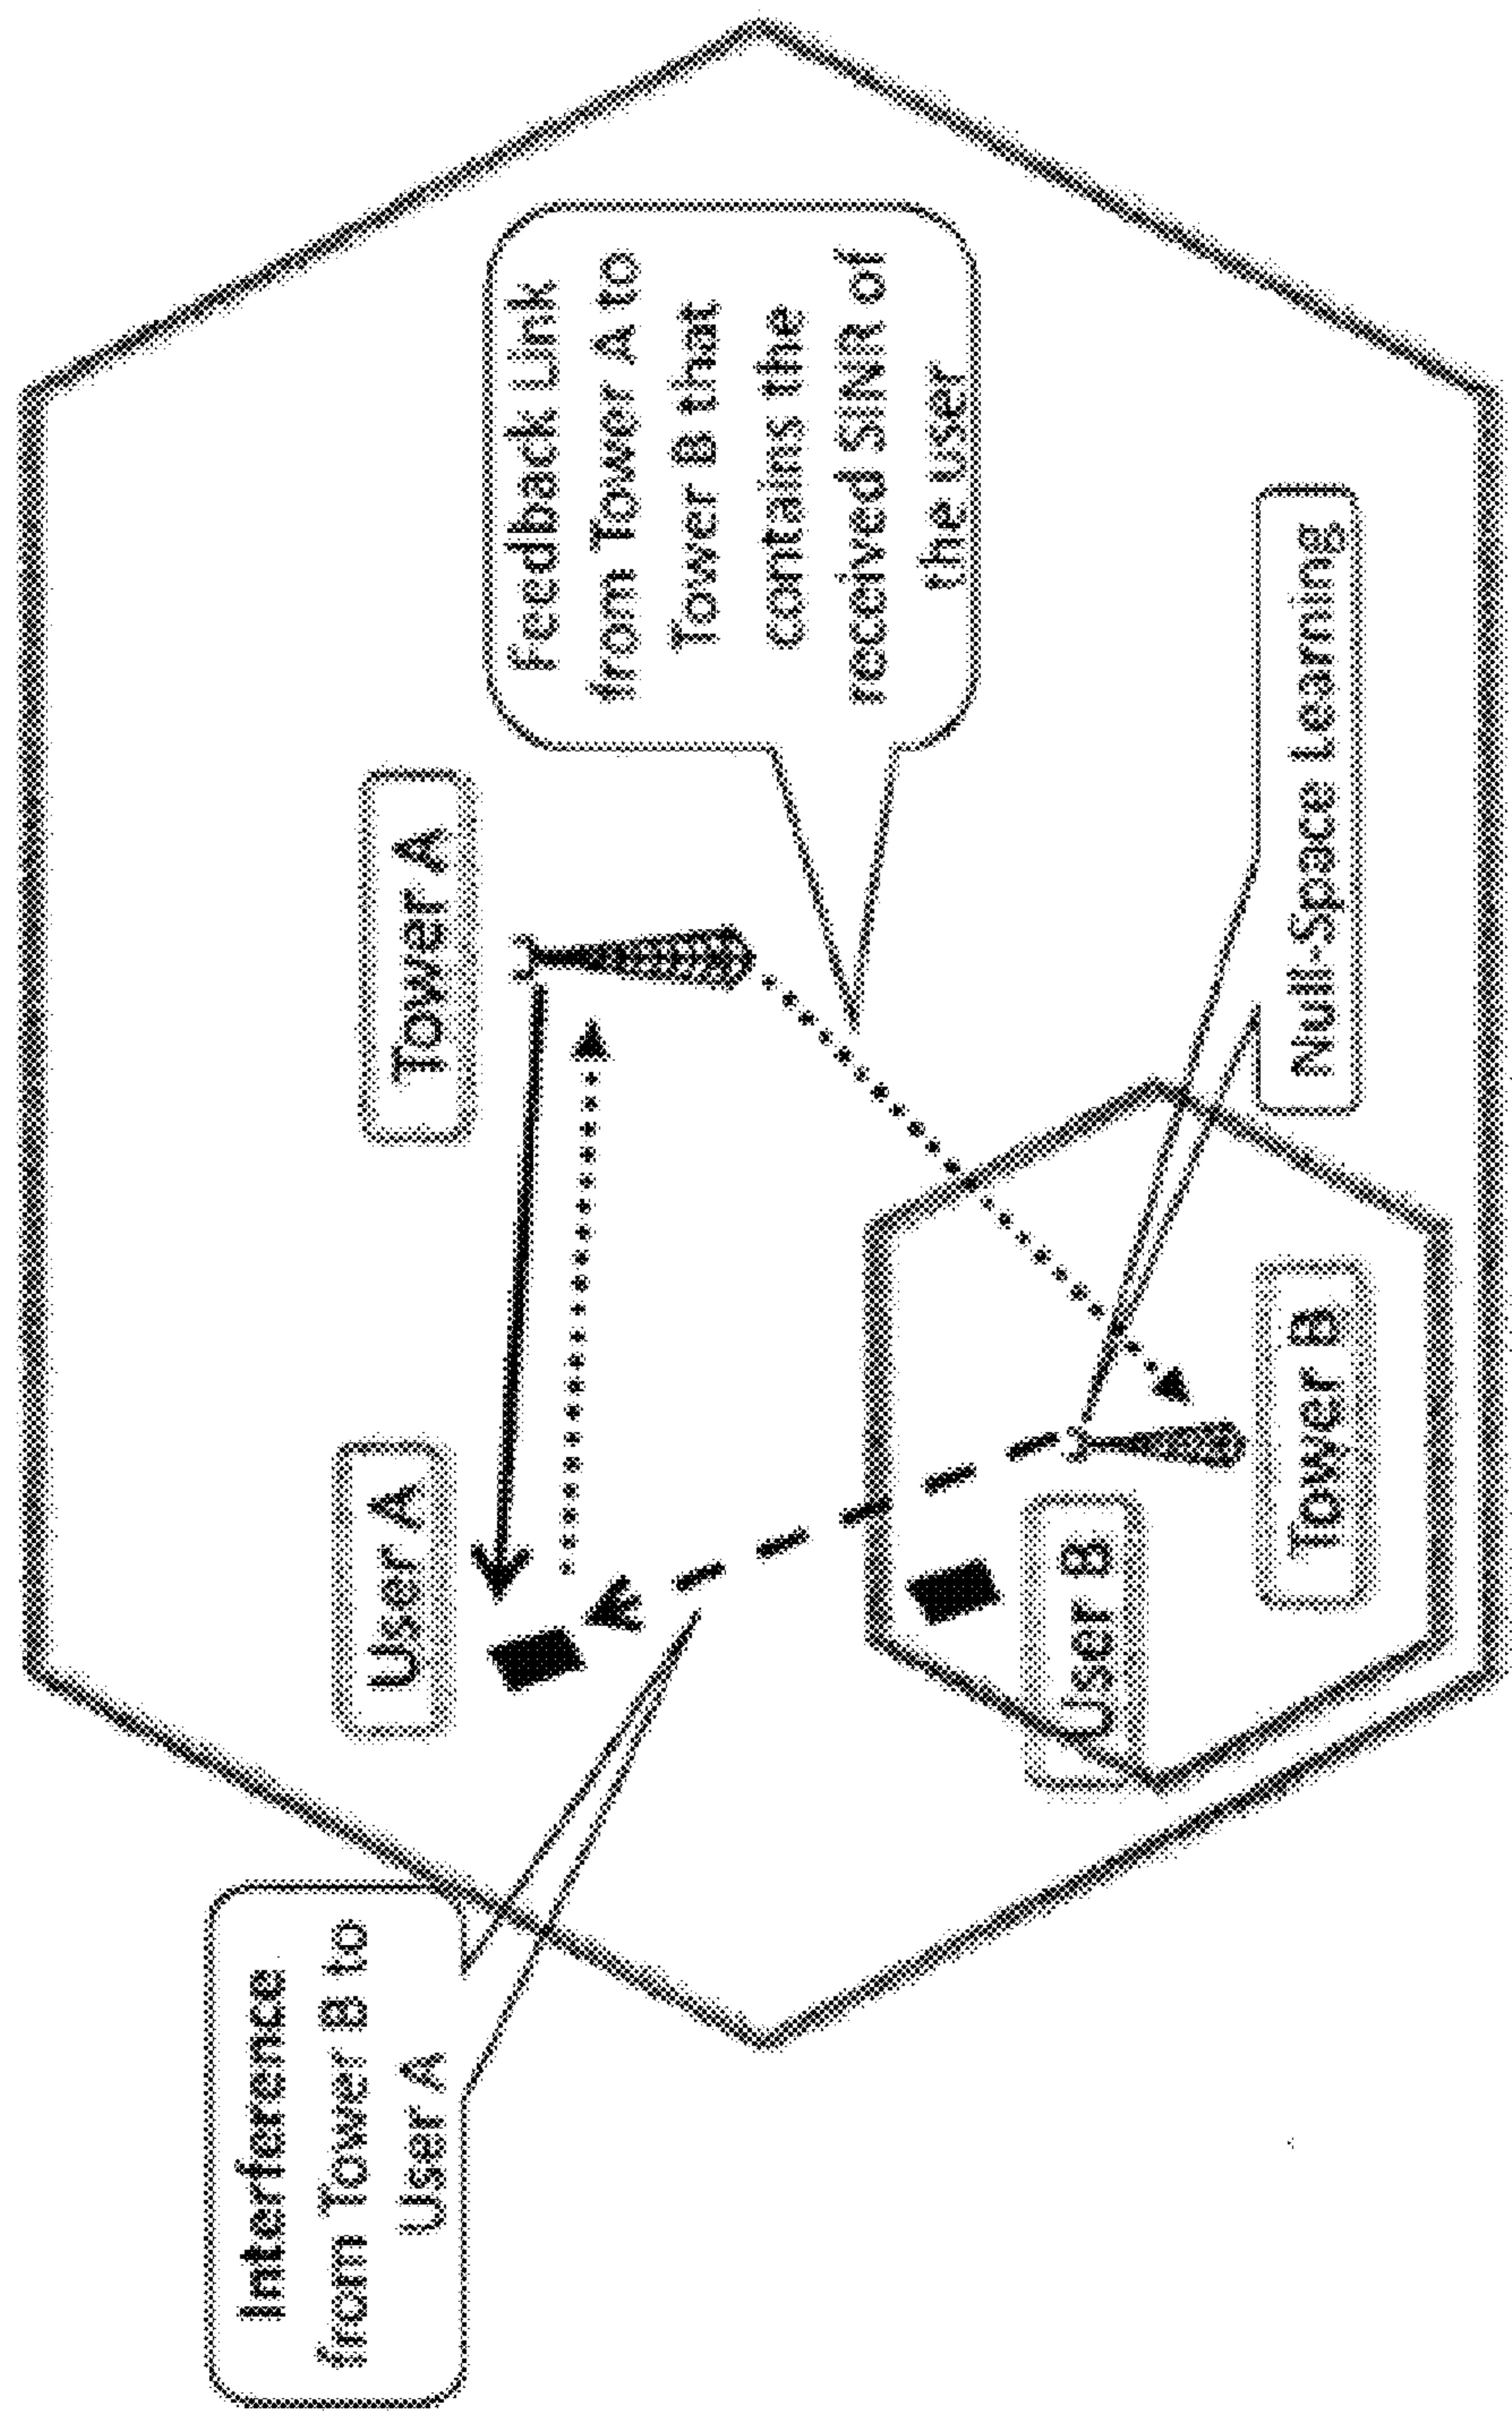 Interference
from Tower B to
User A
User A
Tower A
Feedback Link
from Tower A to
Tower B that
contains the
received SINR of
the user
User B
Tower B
Null-Space Learning